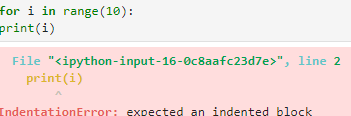 for i in range(10):
print(i)
File "<ipython-input-16-0c8aafc23d7e>", line 2
print(i)
^
IndentationError: expected an indented block